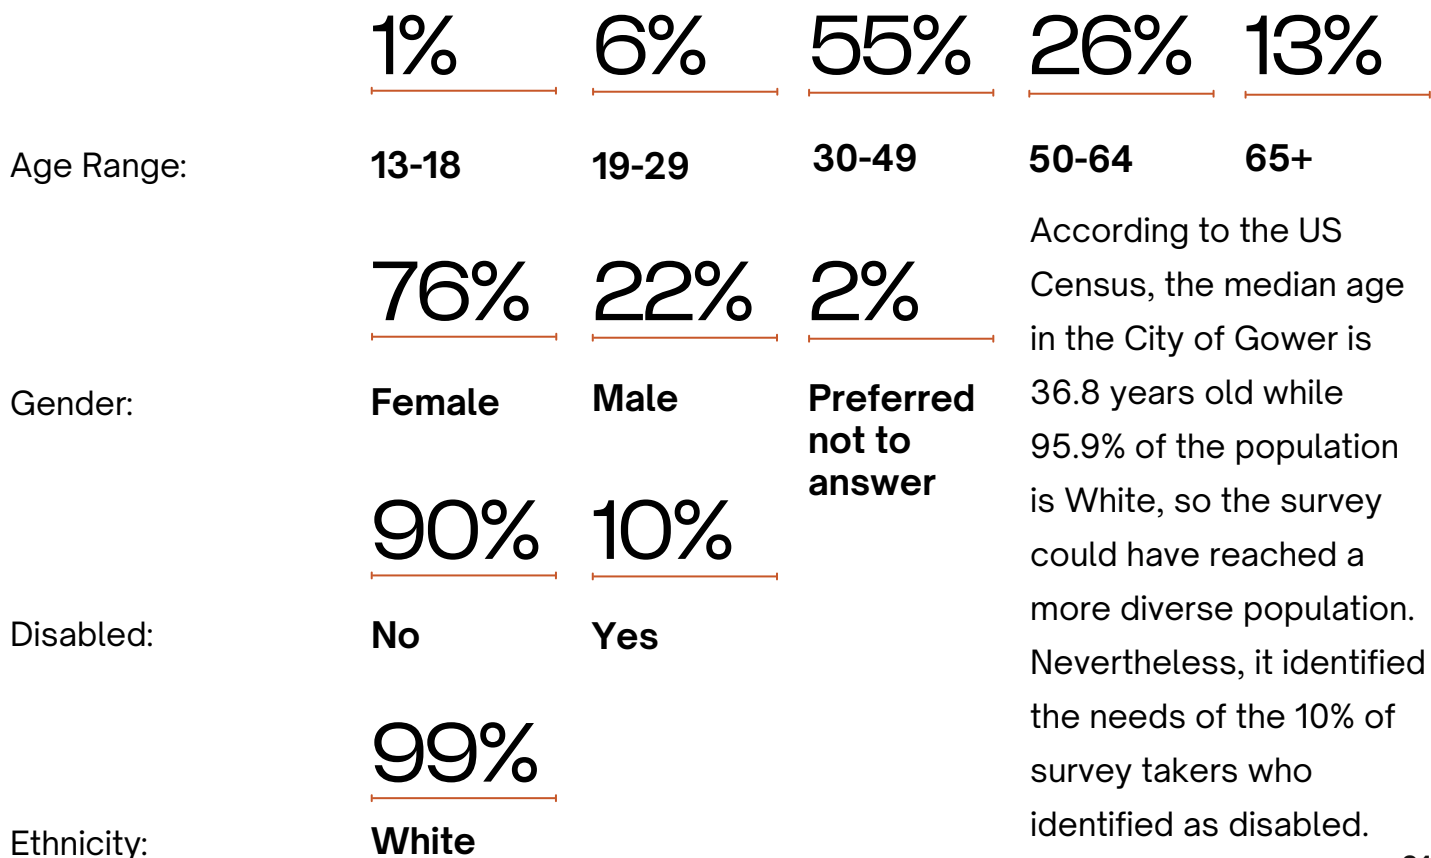 1% 6% 55% 26% 13%
Age Range: 13-18 19-29 30-49 50-64 65+
76% 22% 2%
Gender: Female Male Preferred
not to
answer
90% 10%
Disabled: No Yes
99%
Ethnicity: White
According to the US
Census, the median age
in the City of Gower is
36.8 years old while
95.9% of the population
is White, so the survey
could have reached a
more diverse population.
Nevertheless, it identified
the needs of the 10% of
survey takers who
identified as disabled.